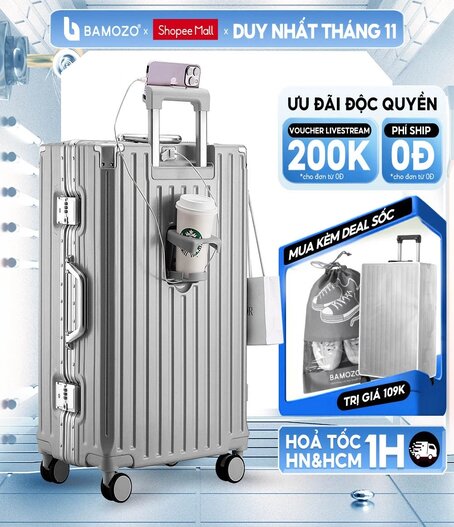 BAMOZO® x Shopee Mall x DUY NHẤT THÁNG 11
ƯU ĐÃI ĐỘC QUYỀN
VOUCHER LIVESTREAM
200K
*cho đơn từ 0Đ
PHÍ SHIP
0Đ
*cho đơn từ 0Đ
MUA KÈM DEAL SỐC
BAMOZO
TRỊ GIÁ 109K
HOẢ TỐC
HN&HCM
1H